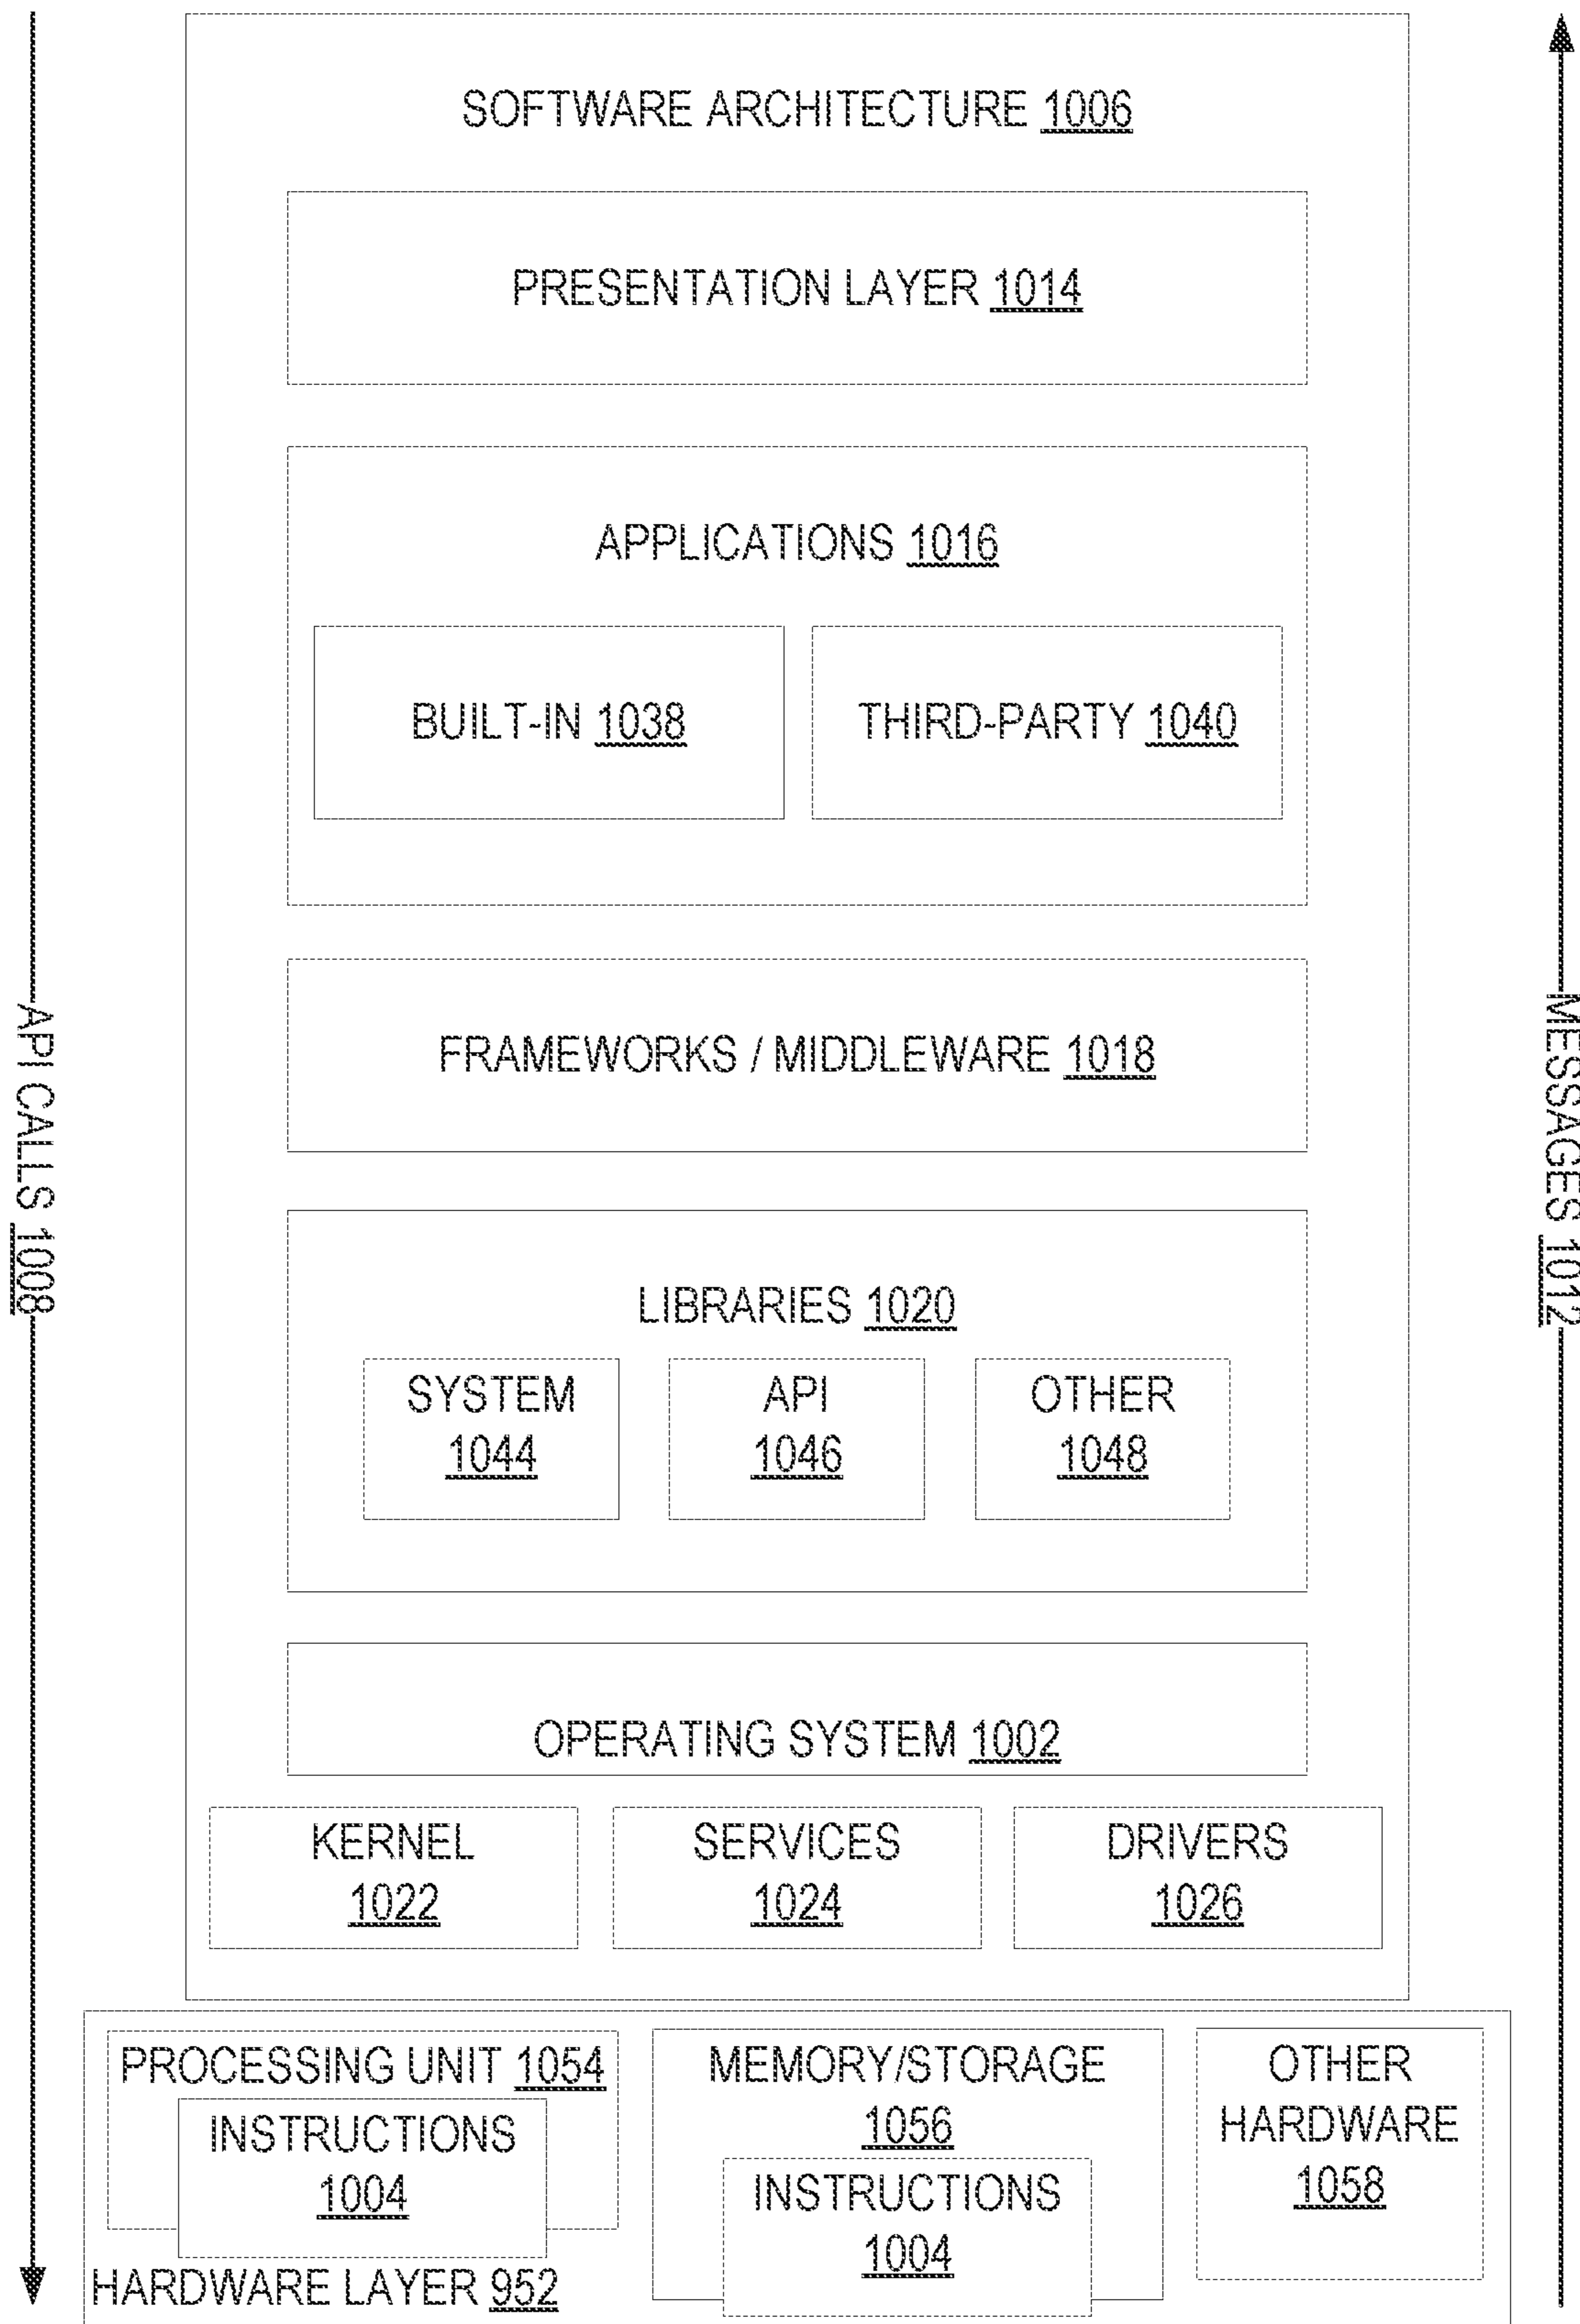 SOFTWARE ARCHITECTURE 1006
PRESENTATION LAYER 1014
APPLICATIONS 1016
BUILT-IN 1038
THIRD-PARTY 1040
FRAMEWORKS / MIDDLEWARE 1018
API CALLS 1008
MESSAGES 1012
LIBRARIES 1020
SYSTEM
1044
API
1046
OTHER
1048
OPERATING SYSTEM 1002
KERNEL
1022
SERVICES
1024
DRIVERS
1026
PROCESSING UNIT 1054
INSTRUCTIONS
1004
MEMORY/STORAGE
1056
INSTRUCTIONS
1004
OTHER
HARDWARE
1058
HARDWARE LAYER 952